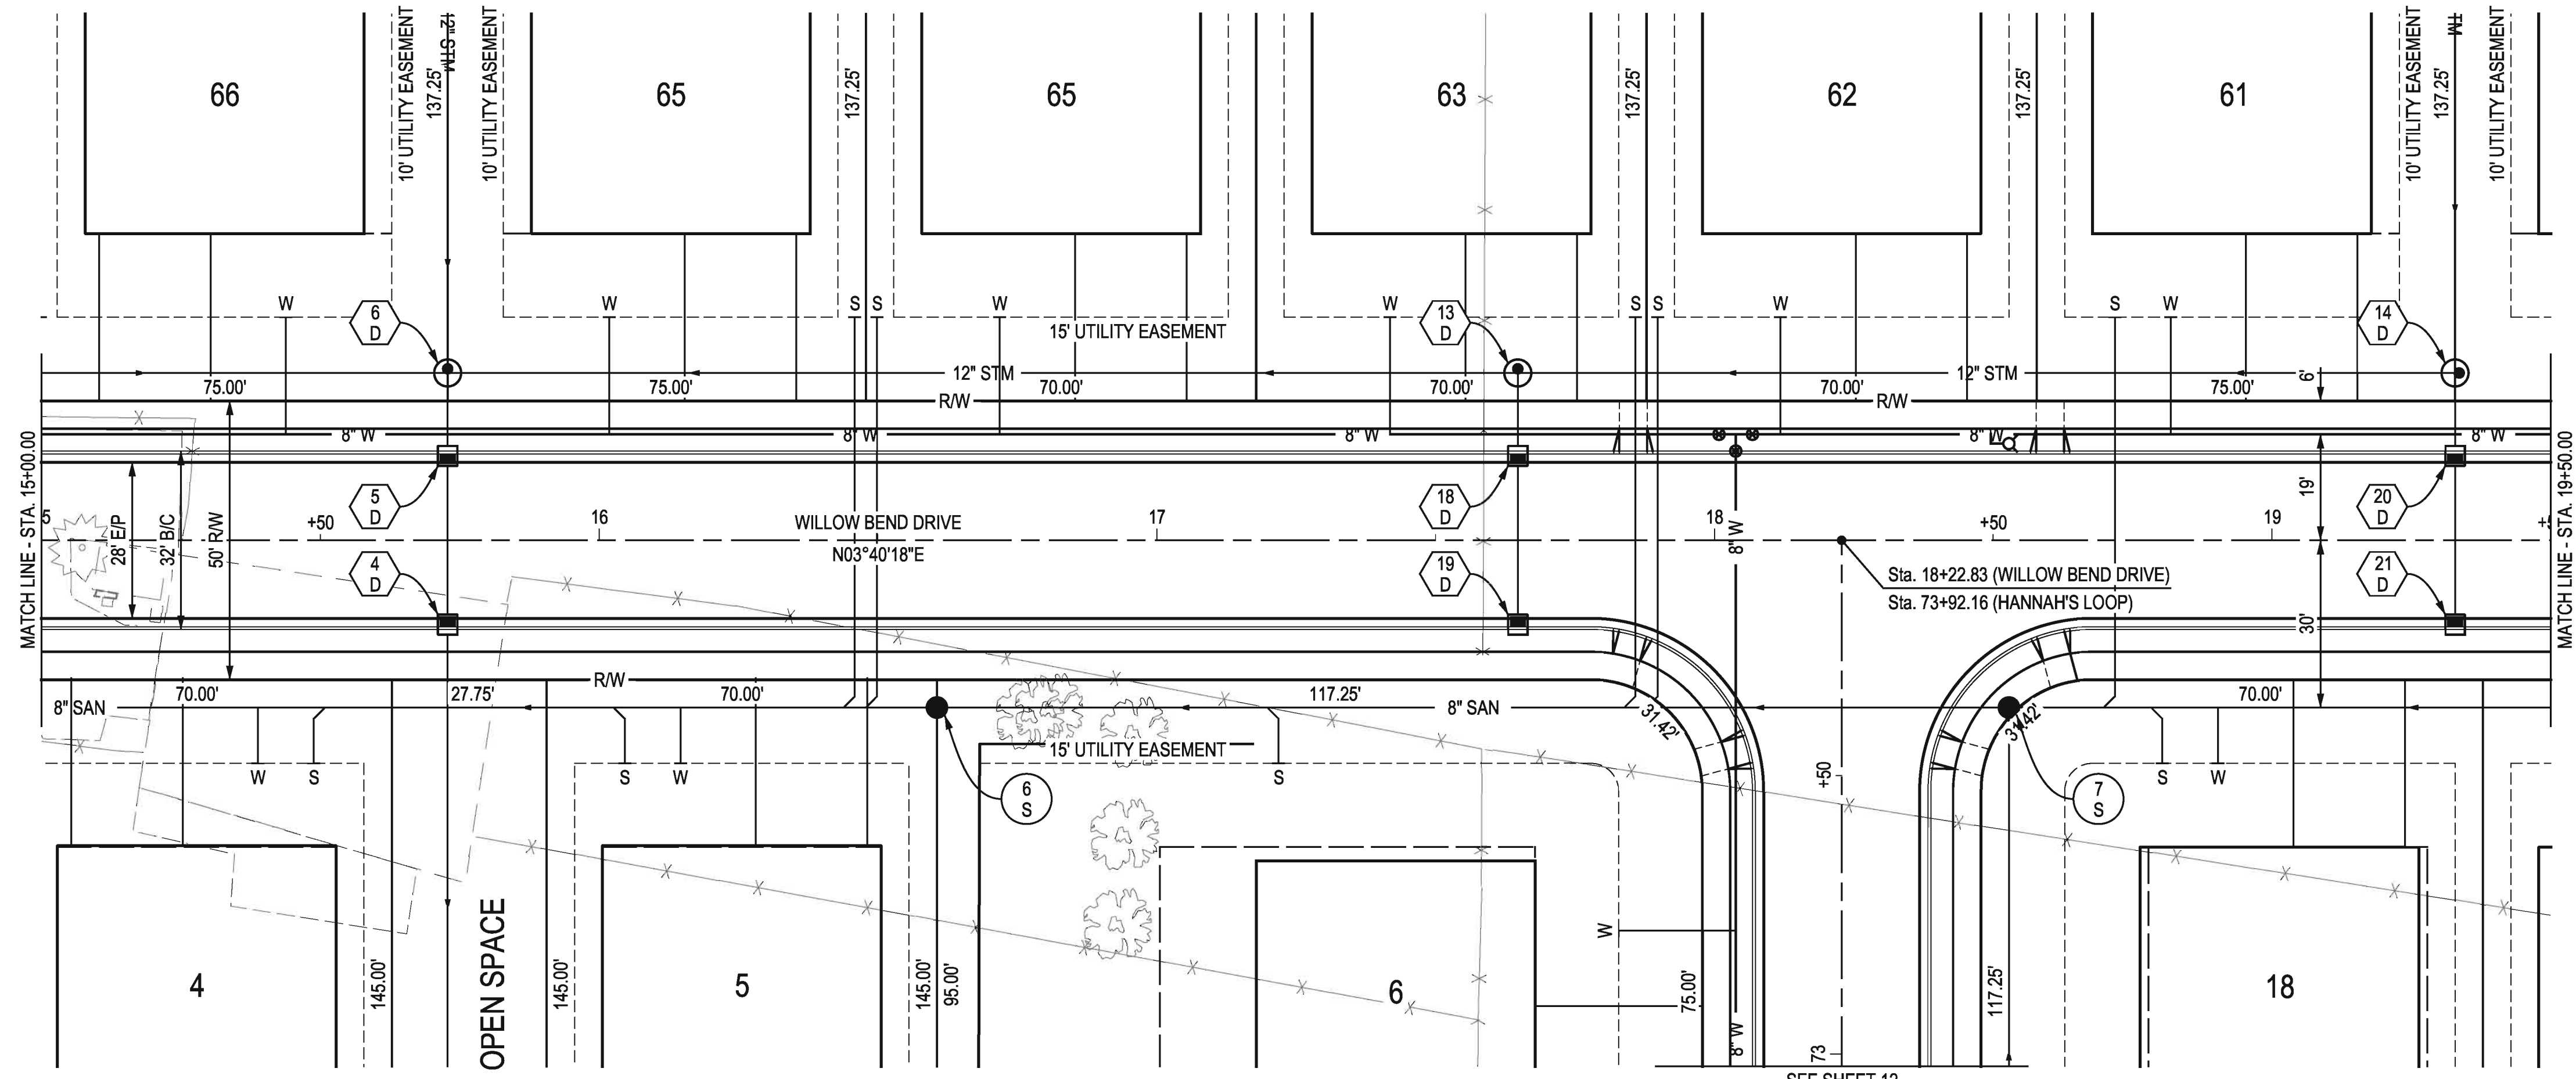 10' UTILITY EASEMENT
12" STM
137.25'
10' UTILITY EASEMENT
137.25'
137.25'
137.25'
10' UTILITY EASEMENT
137.25'
TM
10' UTILITY EASEMENT
66
65
65
63
62
61
W
6
D
W
S S
W
15' UTILITY EASEMENT
W
13
D
S S
W
S
W
14
D
12" STM
12" STM
6'
75.00'
75.00'
70.00'
70.00'
70.00'
75.00'
R/W
R/W
8" W
8" W
8" W
8" W
8" W
MATCH LINE - STA. 15+00.00
MATCH LINE - STA. 19+50.00
28' E/P
32' B/C
50' R/W
5
D
18
D
20
D
19'
5
+50
16
WILLOW BEND DRIVE
17
18
8" W
+50
19
+5
N03°40'18"E
4
D
19
D
Sta. 18+22.83 (WILLOW BEND DRIVE)
Sta. 73+92.16 (HANNAH'S LOOP)
21
D
30'
R/W
70.00'
27.75'
70.00'
117.25'
70.00'
8" SAN
8" SAN
31.42'
31.42'
15' UTILITY EASEMENT
W
S
S
W
S
+50
S
W
6
S
7
S
W
4
145.00'
OPEN SPACE
145.00'
5
145.00'
95.00'
6
75.00'
8" W
73
117.25'
18
SEE SHEET 12